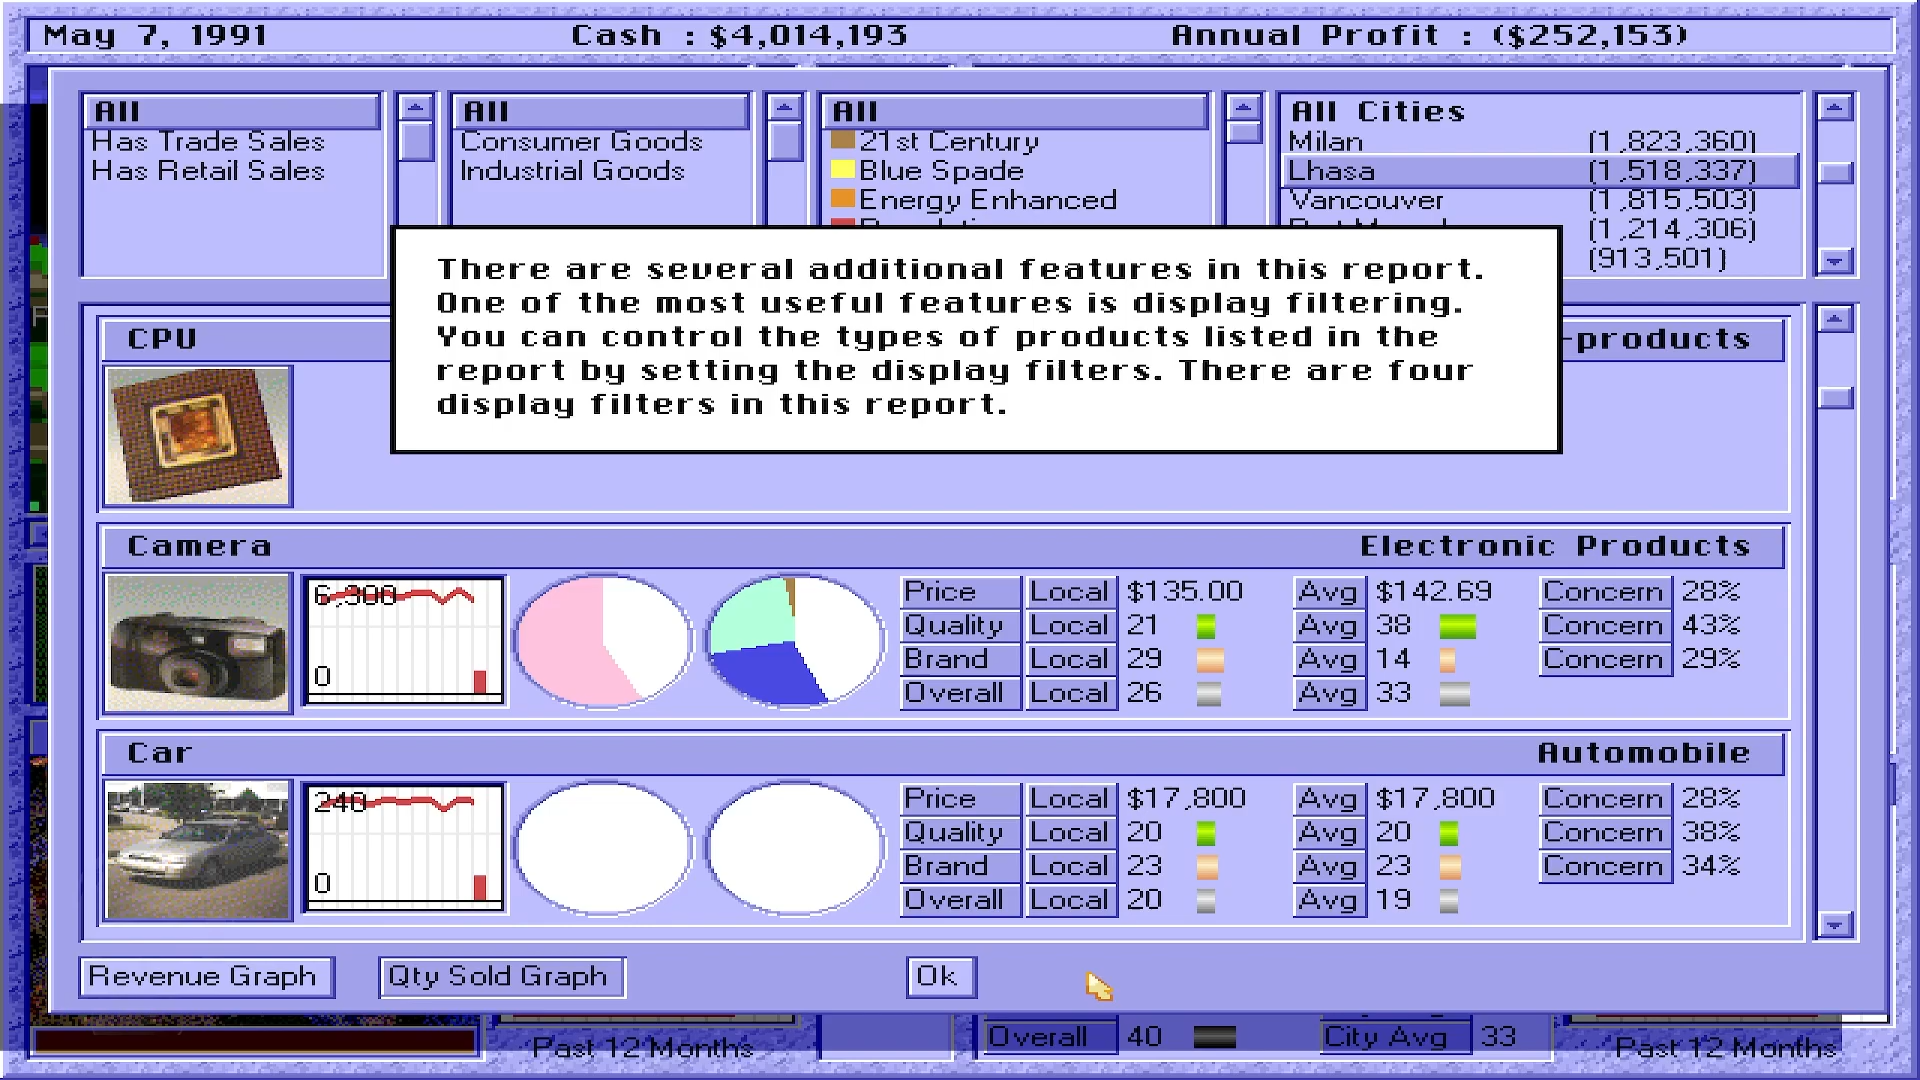 May 7, 1991 Cash : $4,014,193 Annual Profit : ($252,153)
All All All All Cities
Has Trade Sales Consumer Goods 21st Century Milan (1,823,360)
Has Retail Sales Industrial Goods Blue Spade Lhasa (1,518,337)
Energy Enhanced Vancouver (1,815,503)
(1,214,306)
(913,501)
There are several additional features in this report.
One of the most useful features is display filtering.
You can control the types of products listed in the
report by setting the display filters. There are four
display filters in this report.
CPU -products
Camera Electronic Products
6,300 Price Local $135.00 Avg $142.69 Concern 28%
Quality Local 21 Avg 38 Concern 43%
Brand Local 29 Avg 14 Concern 29%
0 Overall Local 26 Avg 33
Car Automobile
240 Price Local $17,800 Avg $17,800 Concern 28%
Quality Local 20 Avg 20 Concern 38%
Brand Local 23 Avg 23 Concern 34%
0 Overall Local 20 Avg 19
Revenue Graph Qty Sold Graph Ok
Past 12 Months Overall 40 City Avg 33 Past 12 Months